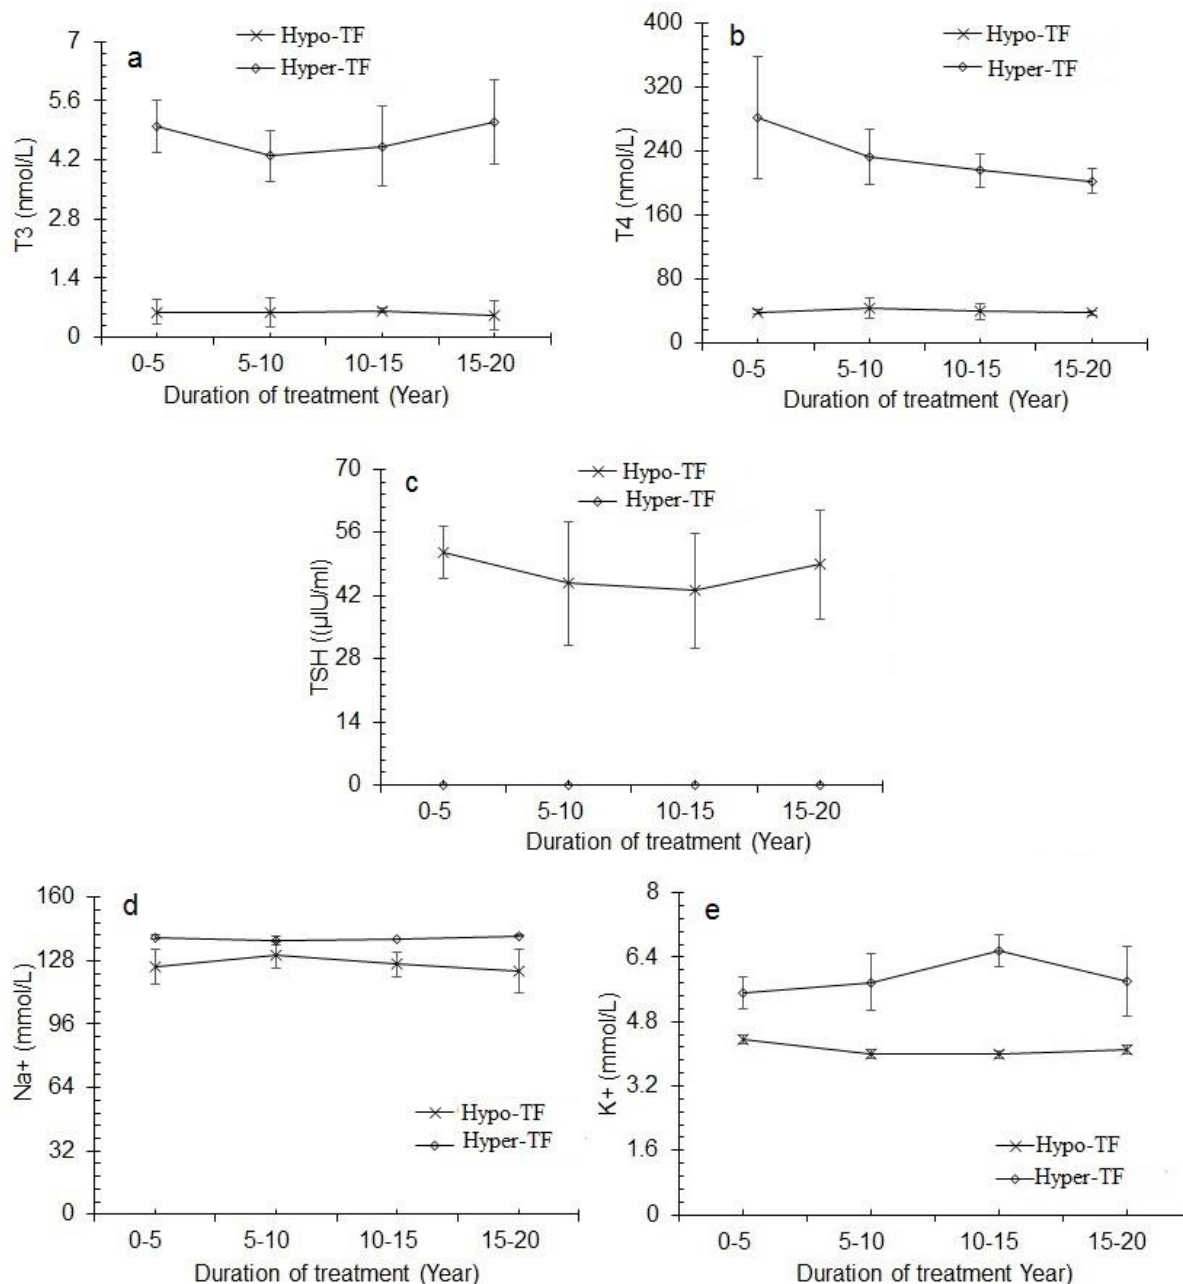 a
Hypo-TF
Hyper-TF
7
5.6
4.2
2.8
1.4
0
T3 (nmol/L)
0-5 5-10 10-15 15-20
Duration of treatment (Year)
b
Hypo-TF
Hyper-TF
400
320
240
160
80
0
T4 (nmol/L)
0-5 5-10 10-15 15-20
Duration of treatment (Year)
c
Hypo-TF
Hyper-TF
70
56
42
28
14
0
TSH ((µIU/ml)
0-5 5-10 10-15 15-20
Duration of treatment (Year)
d
160
128
96
64
32
0
Na+ (mmol/L)
Hypo-TF
Hyper-TF
0-5 5-10 10-15 15-20
Duration of treatment (Year)
e
8
6.4
4.8
3.2
1.6
0
K+ (mmol/L)
Hypo-TF
Hyper-TF
0-5 5-10 10-15 15-20
Duration of treatment Year)